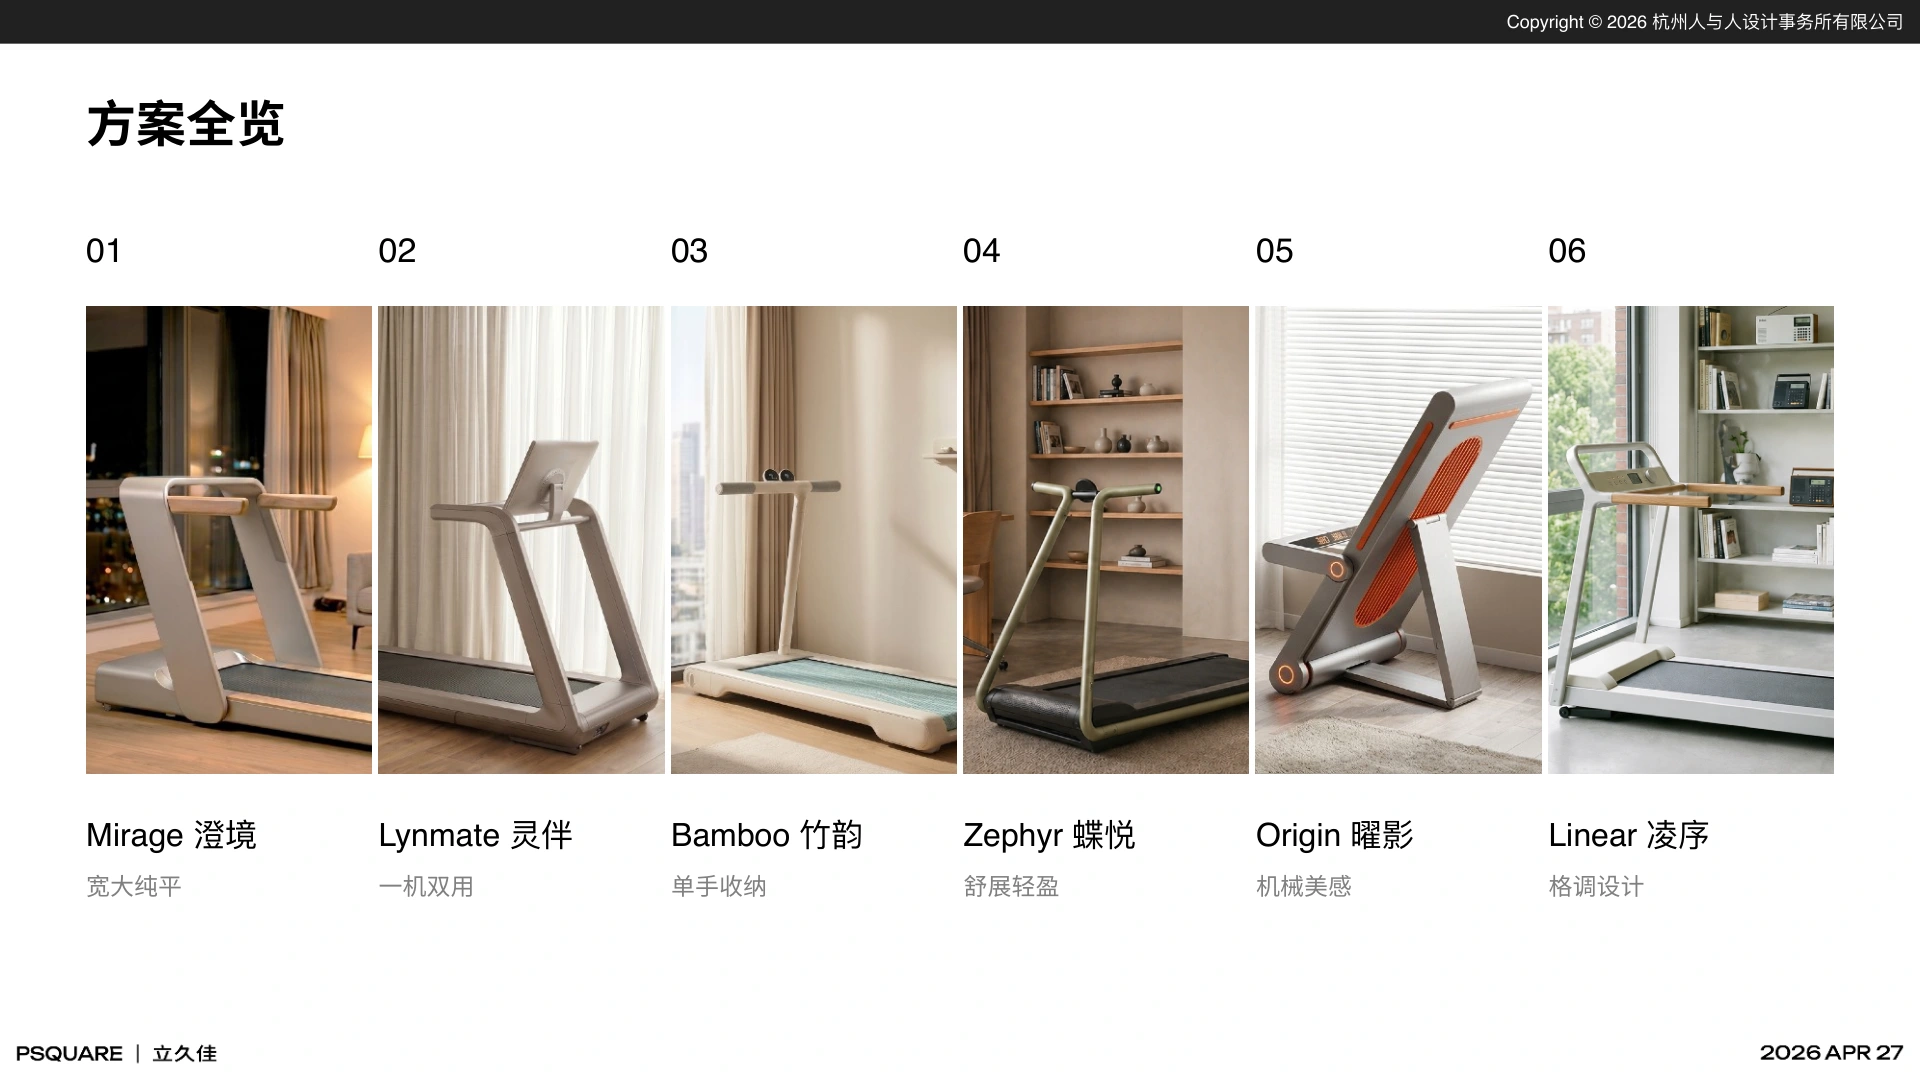 Copyright © 2026 杭州人与人设计事务所有限公司
方案全览
01
02
03
04
05
06
Mirage 澄境
Lynmate 灵伴
Bamboo 竹韵
Zephyr 蝶悦
Origin 曜影
Linear 凌序
宽大纯平
一机双用
单手收纳
舒展轻盈
机械美感
格调设计
PSQUARE | 立久佳
2026 APR 27